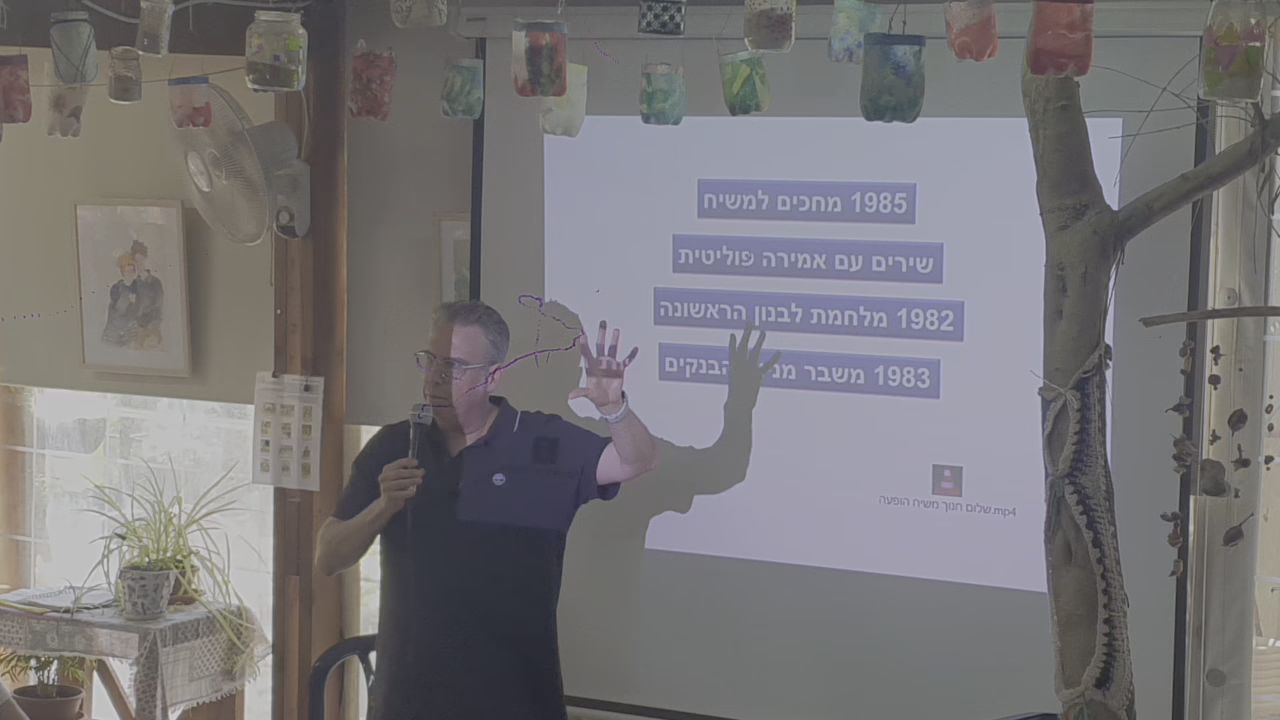 1985 מחכים למשיח
שירים עם אמירה פוליטית
1982 מלחמת לבנון הראשונה
1983 משבר הבנקים
שלום חנוך משיח הופעה.mp4